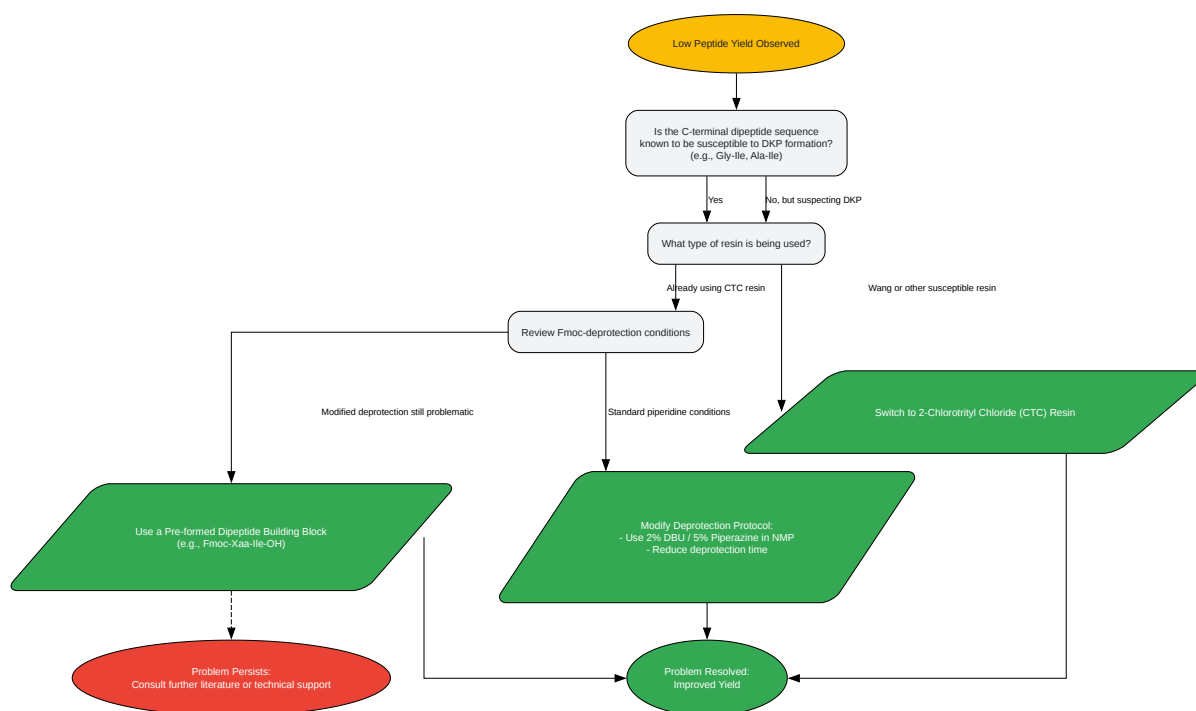 Low Peptide Yield Observed
Is the C-terminal dipeptide sequence
known to be susceptible to DKP formation?
(e.g., Gly-Ile, Ala-Ile)
Yes
No, but suspecting DKP
What type of resin is being used?
Already using CTC resin
Wang or other susceptible resin
Review Fmoc-deprotection conditions
Modified deprotection still problematic
Standard piperidine conditions
Switch to 2-Chlorotrityl Chloride (CTC) Resin
Use a Pre-formed Dipeptide Building Block
(e.g., Fmoc-Xaa-Ile-OH)
Modify Deprotection Protocol:
- Use 2% DBU / 5% Piperazine in NMP
- Reduce deprotection time
Problem Persists:
Consult further literature or technical support
Problem Resolved:
Improved Yield